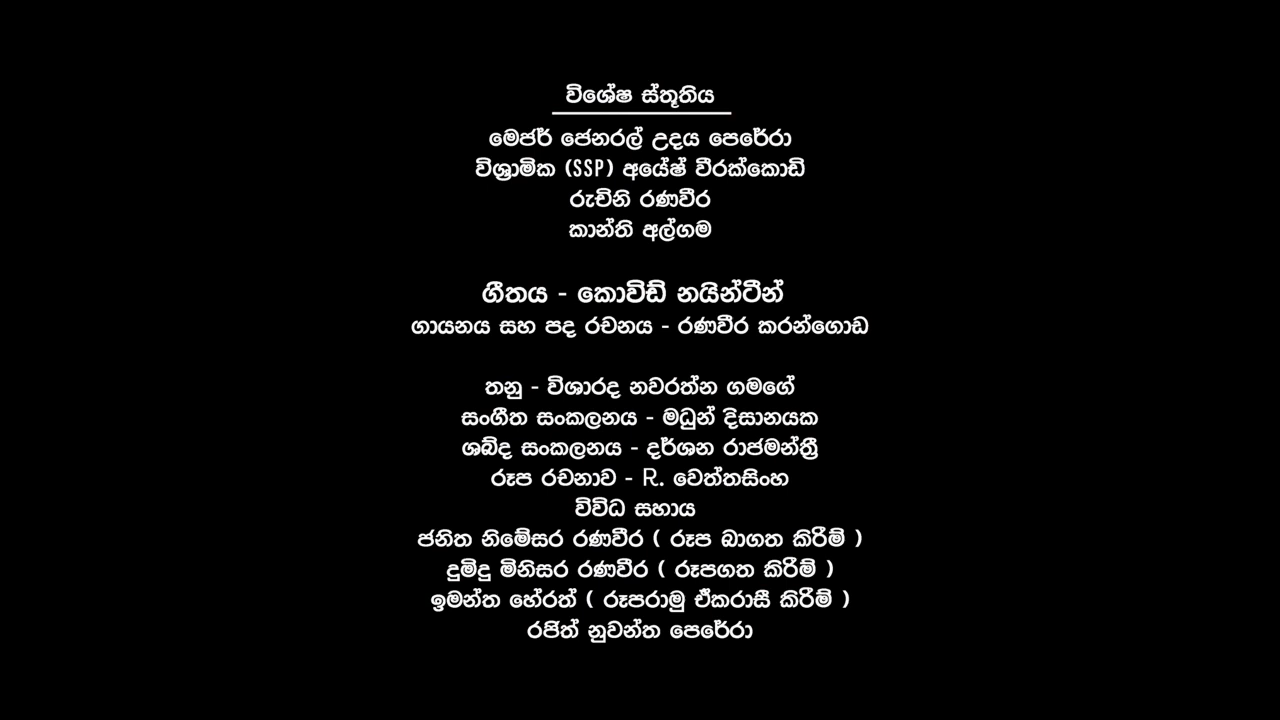 විශේෂ ස්තූතිය
මෙජර් ජෙනරල් උදය පෙරේරා
විශ්‍රාමික (SSP) අයේෂ් වීරක්කොඩි
රුචිනි රණවීර
කාන්ති අල්ගම
ගීතය - කොවිඩ් නයින්ටීන්
ගායනය සහ පද රචනය - රණවීර කරන්ගොඩ
තනු - විශාරද නවරත්න ගමගේ
සංගීත සංකලනය - මධුන් දිසානයක
ශබ්ද සංකලනය - දර්ශන රාජමන්ත්‍රී
රූප රචනාව - R. වෙත්තසිංහ
විවිධ සහාය
ජනිත නිමේසර රණවීර ( රූප බාගත කිරීම් )
දුමිදු මිනිසර රණවීර ( රූපගත කිරීම් )
ඉමන්ත හේරත් ( රූපරාමු ඒකරාසී කිරීම් )
රජිත් නුවන්ත පෙරේරා